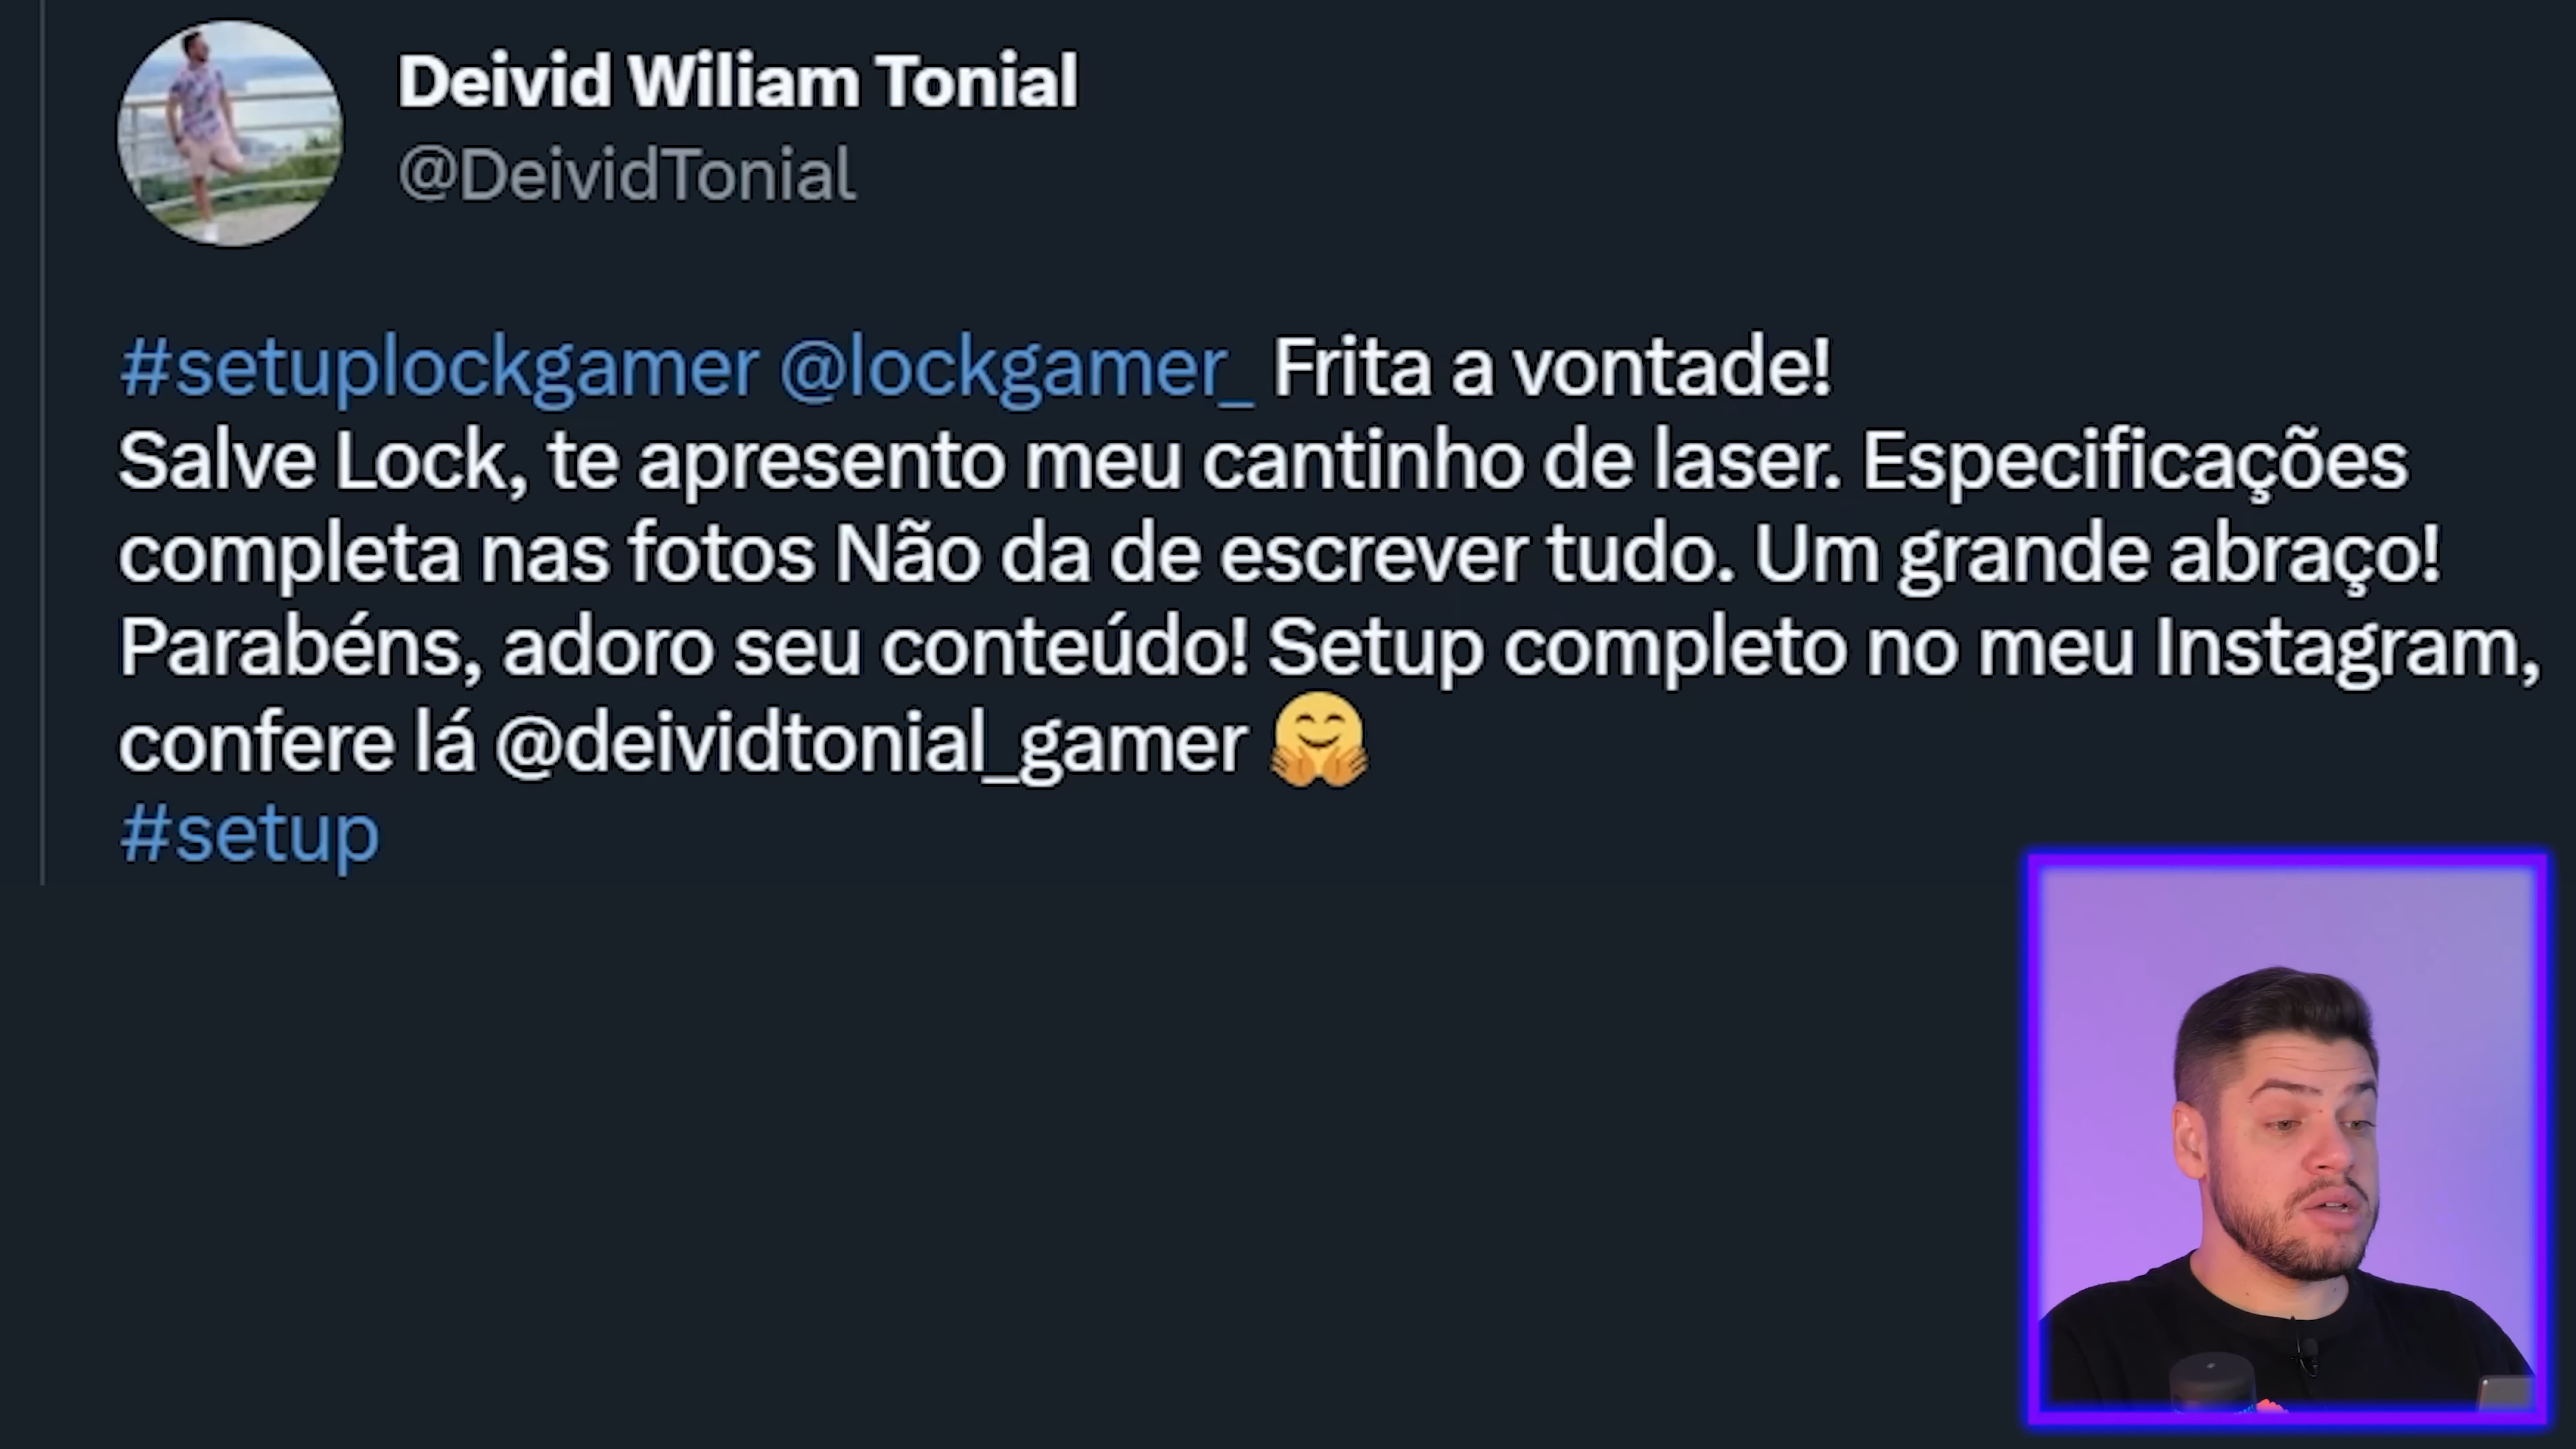 Deivid Wiliam Tonial
@DeividTonial
#setuplockgamer @lockgamer_ Frita a vontade!
Salve Lock, te apresento meu cantinho de laser. Especificações
completa nas fotos Não da de escrever tudo. Um grande abraço!
Parabéns, adoro seu conteúdo! Setup completo no meu Instagram,
confere lá @deividtonial_gamer 🤗
#setup